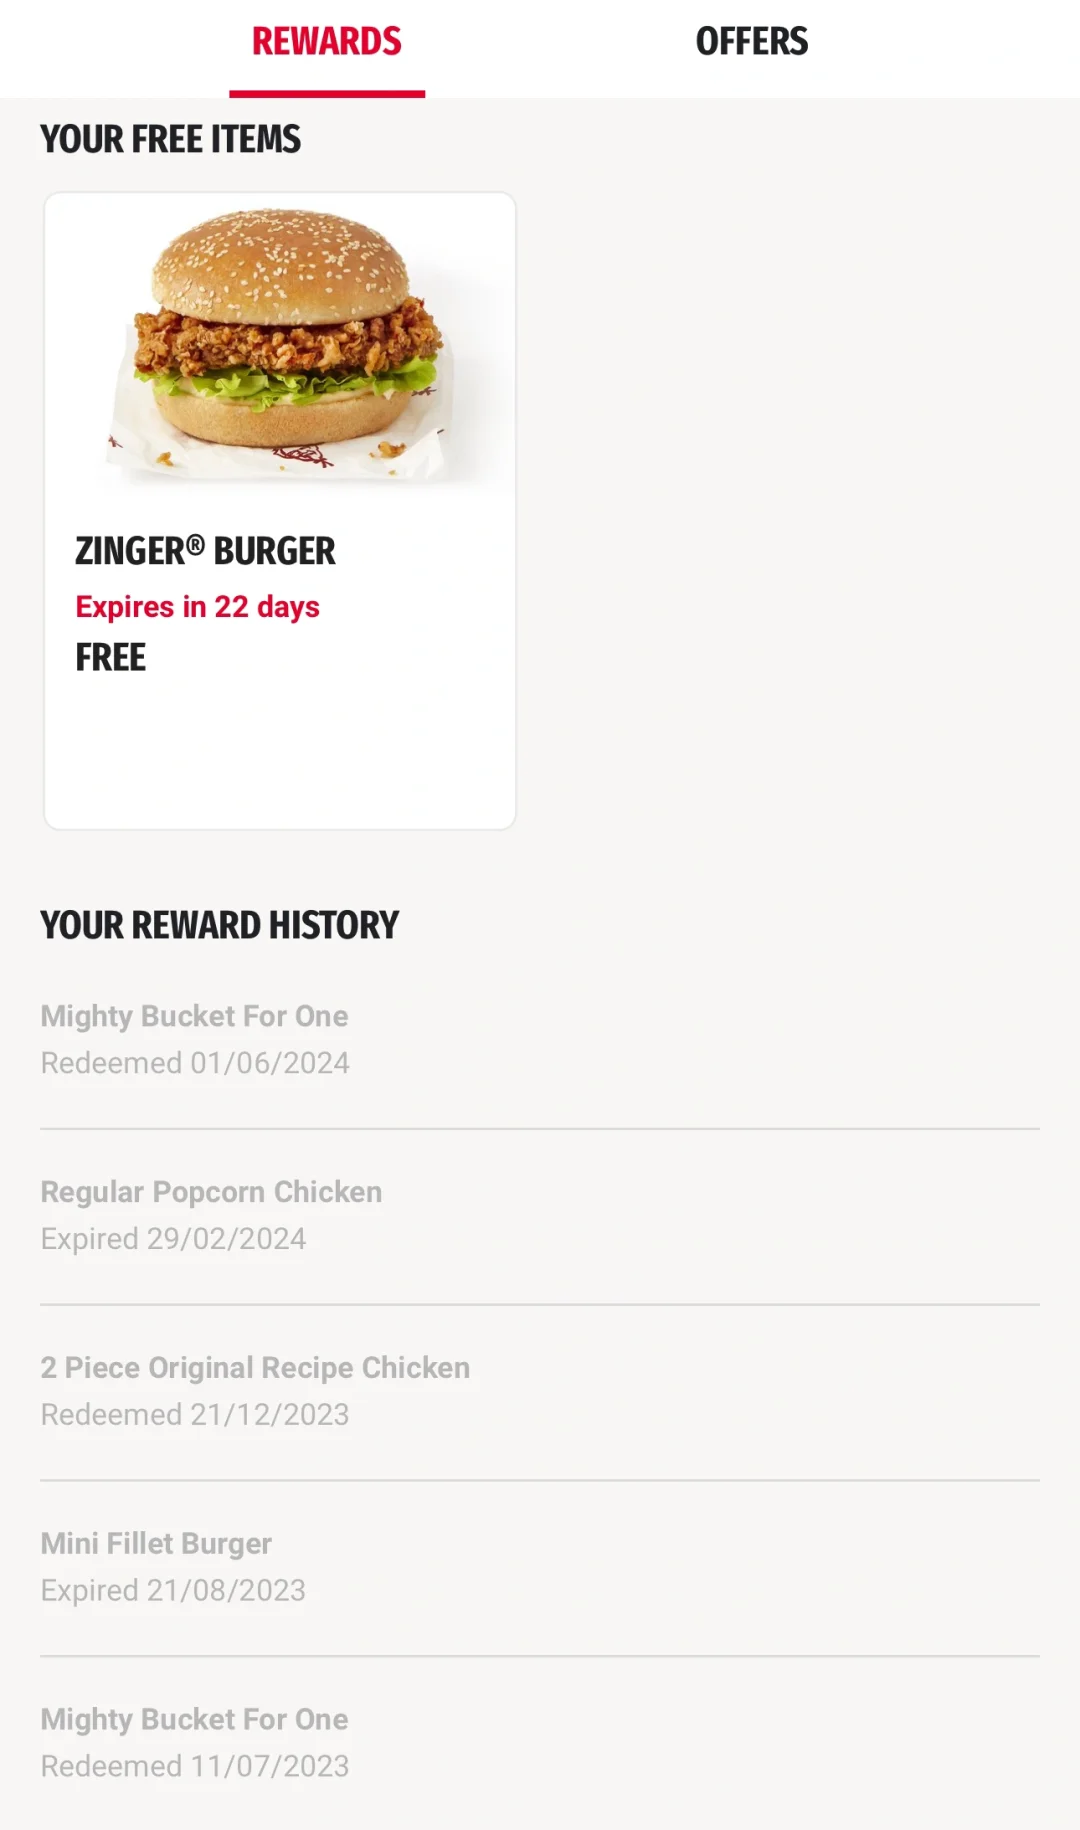 REWARDS
OFFERS
YOUR FREE ITEMS
ZINGER® BURGER
Expires in 22 days
FREE
YOUR REWARD HISTORY
Mighty Bucket For One
Redeemed 01/06/2024
Regular Popcorn Chicken
Expired 29/02/2024
2 Piece Original Recipe Chicken
Redeemed 21/12/2023
Mini Fillet Burger
Expired 21/08/2023
Mighty Bucket For One
Redeemed 11/07/2023